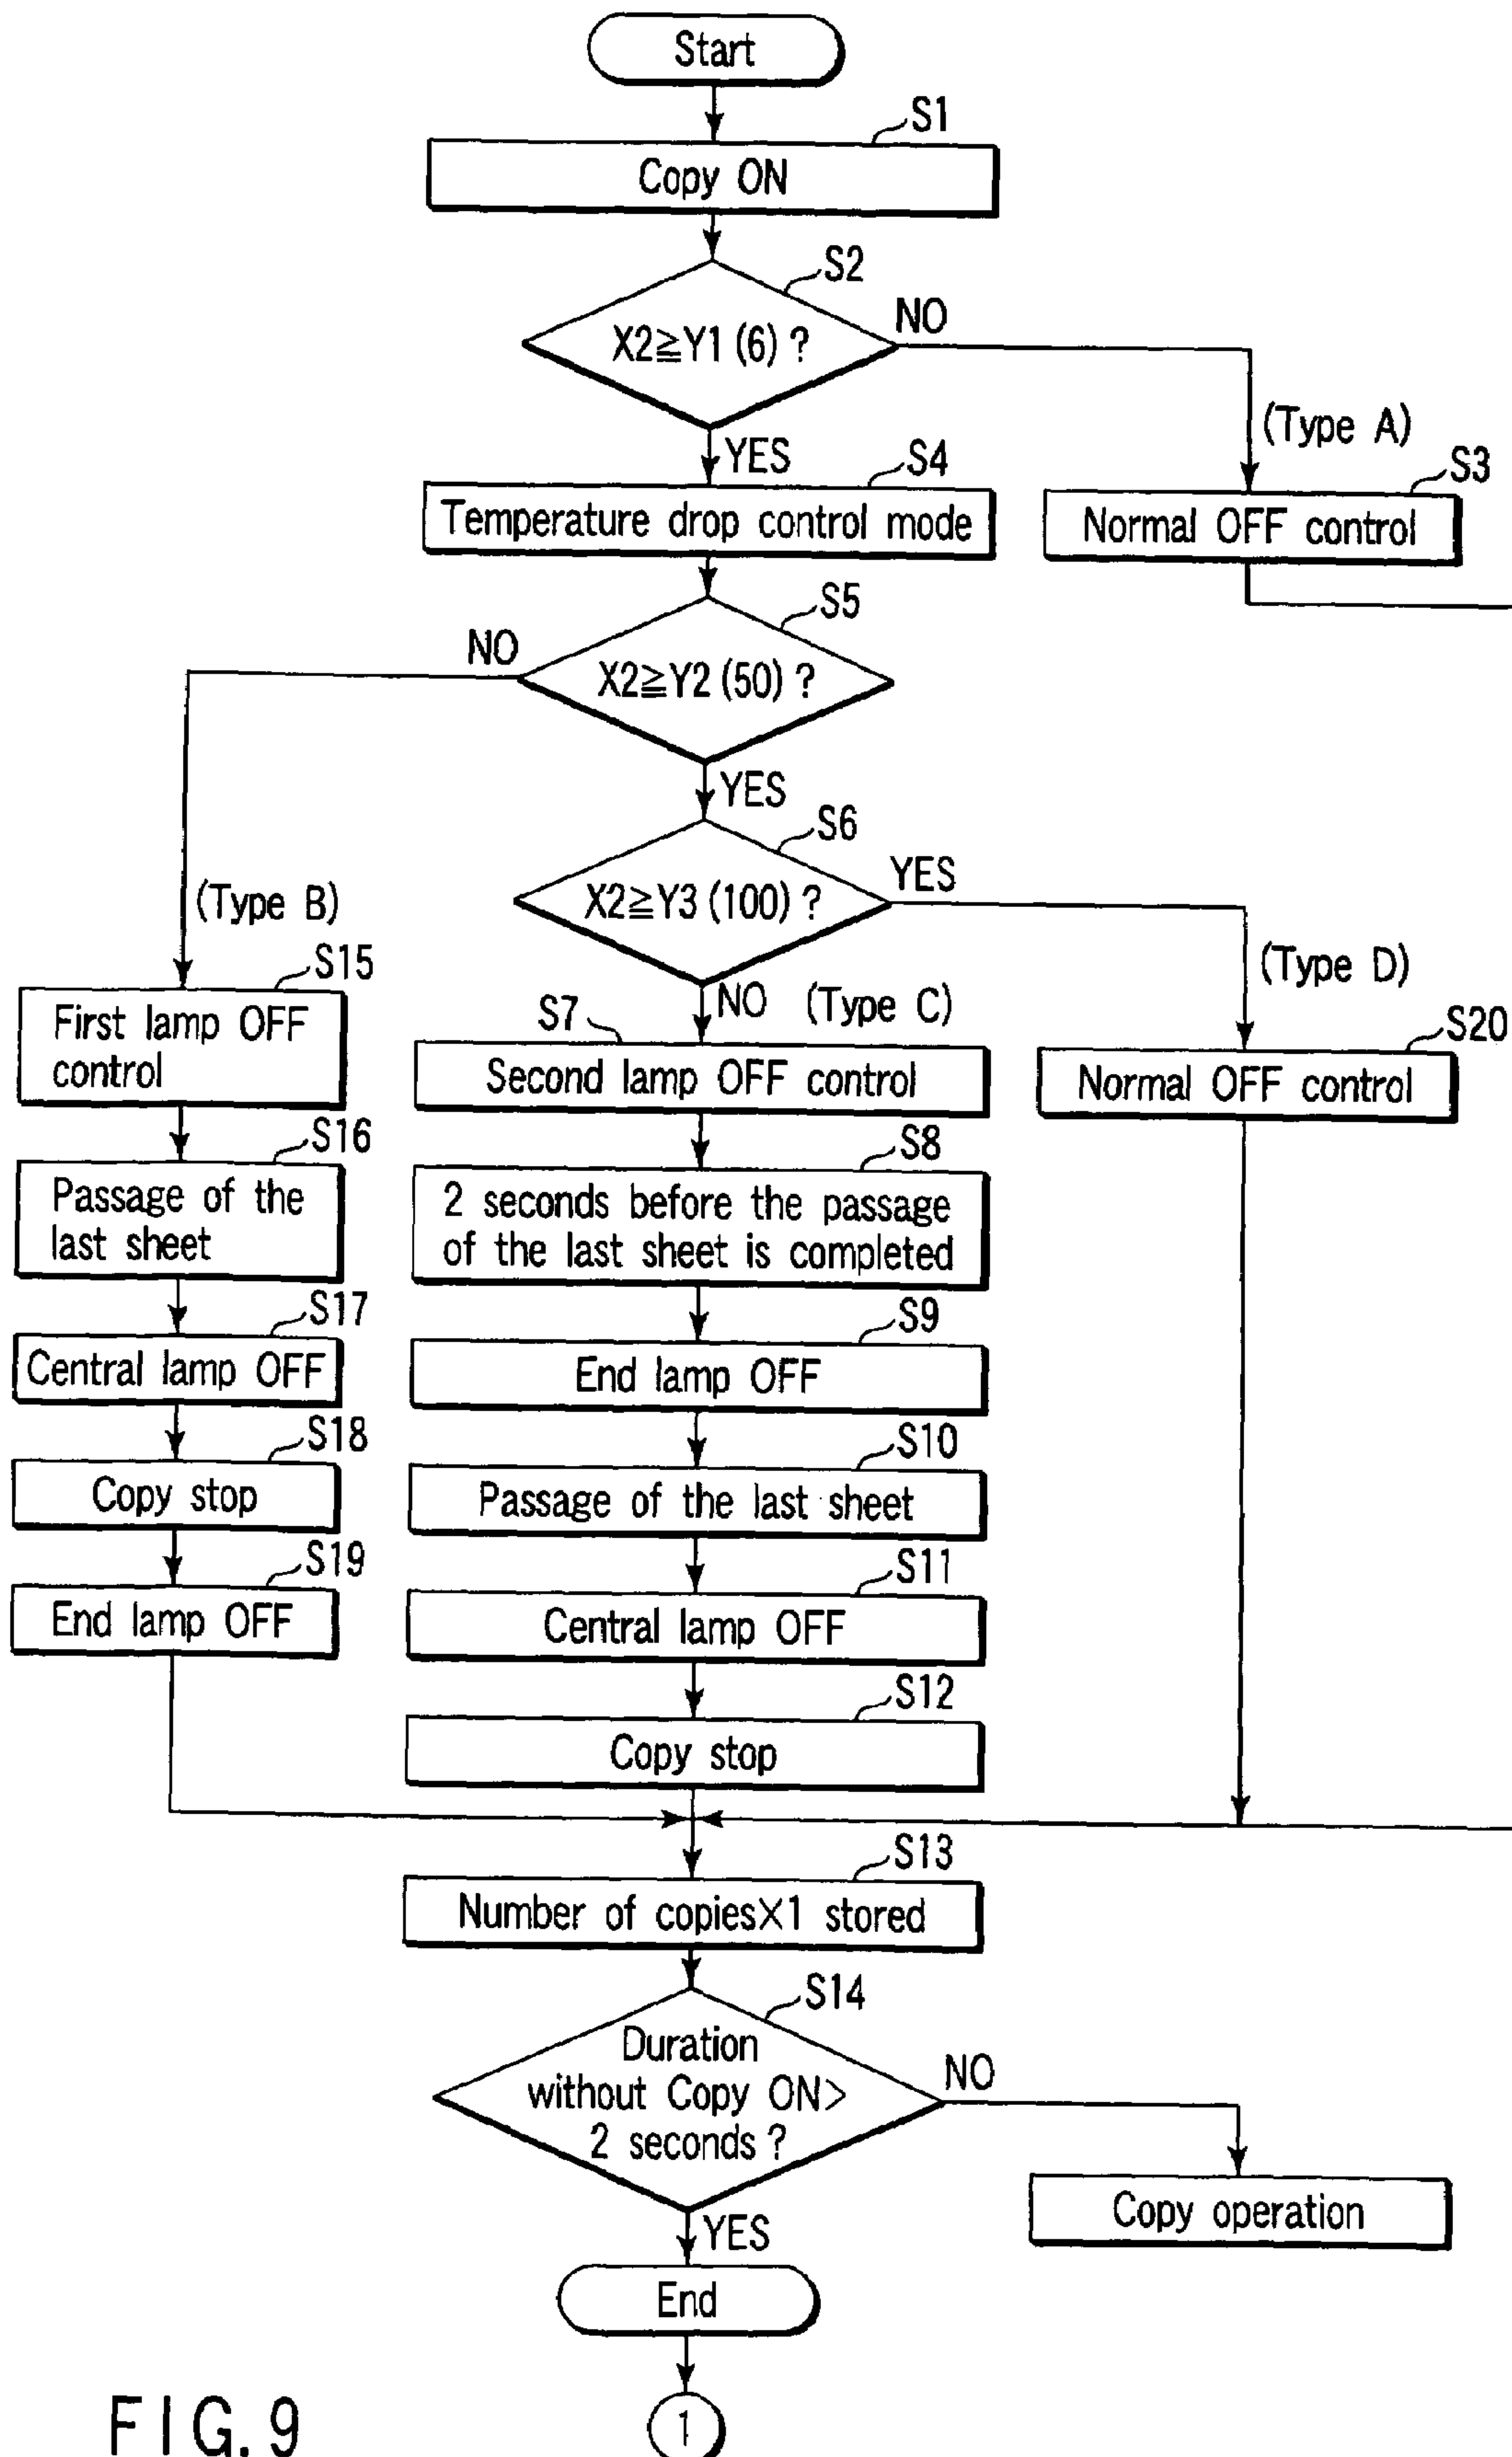 Start
S1
Copy ON
S2
X2≧Y1 (6) ?
NO
(Type A)
YES
S4
S3
Temperature drop control mode
Normal OFF control
S5
NO
X2≧Y2 (50) ?
YES
S6
YES
X2≧Y3 (100) ?
(Type B)
(Type D)
S15
NO (Type C)
First lamp OFF
control
S7
S20
Second lamp OFF control
Normal OFF control
S16
S8
Passage of the
last sheet
2 seconds before the passage
of the last sheet is completed
S17
S9
Central lamp OFF
End lamp OFF
S18
S10
Copy stop
Passage of the last sheet
S19
S11
End lamp OFF
Central lamp OFF
S12
Copy stop
S13
Number of copies X1 stored
S14
Duration
without Copy ON>
2 seconds ?
NO
YES
Copy operation
End
1
FIG. 9